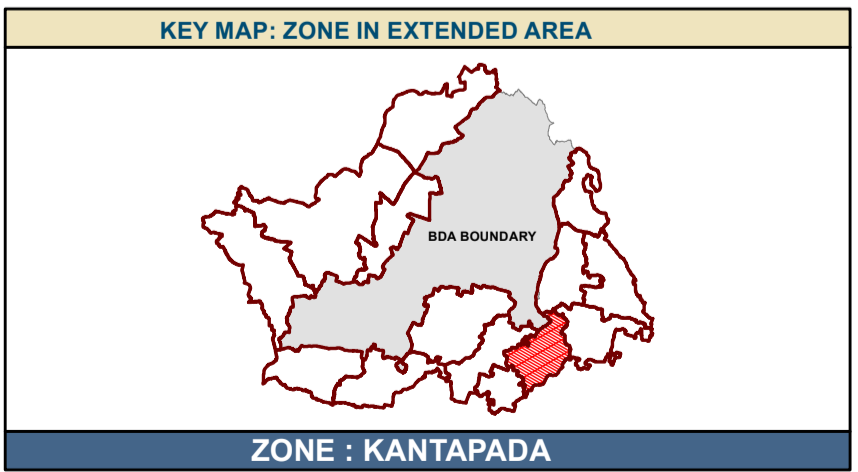 KEY MAP: ZONE IN EXTENDED AREA
BDA BOUNDARY
ZONE : KANTAPADA